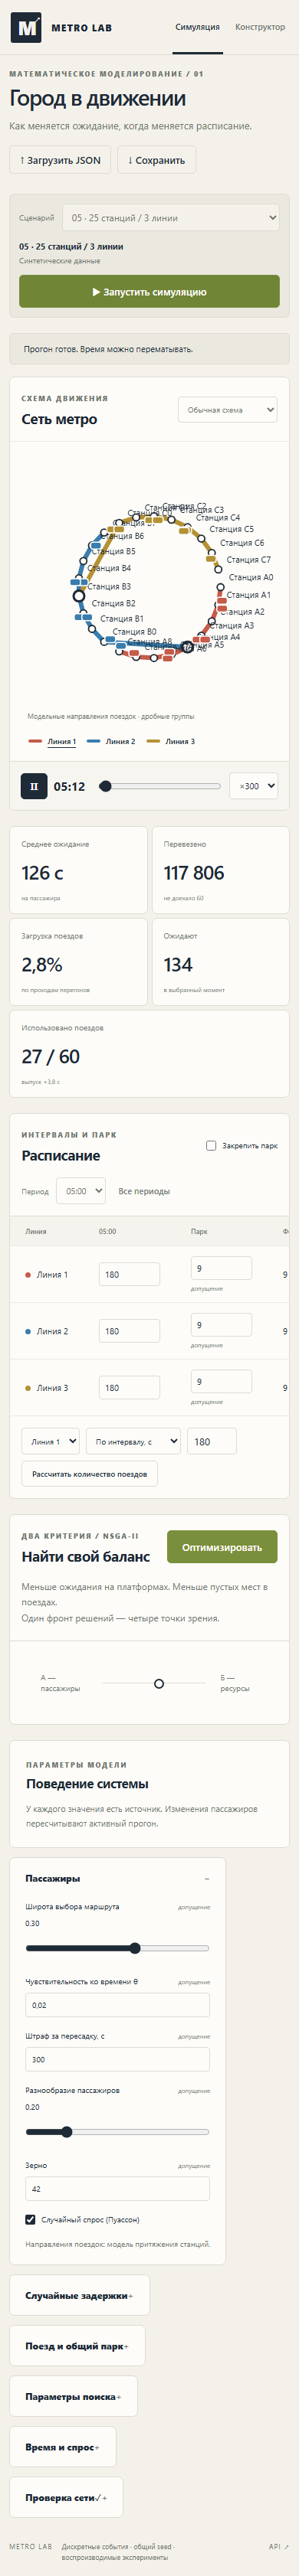 M METRO LAB Симуляция Конструктор
МАТЕМАТИЧЕСКОЕ МОДЕЛИРОВАНИЕ / 01
Город в движении
Как меняется ожидание, когда меняется расписание.
↑ Загрузить JSON ↓ Сохранить
Сценарий 05 · 25 станций / 3 линии
05 · 25 станций / 3 линии
Синтетические данные
▶ Запустить симуляцию
Прогон готов. Время можно перематывать.
СХЕМА ДВИЖЕНИЯ
Сеть метро
Обычная схема
Станция C2
Станция C3
Станция C4
Станция C5
Станция B6
Станция C6
Станция B5
Станция C7
Станция B4
Станция A0
Станция B3
Станция A1
Станция B2
Станция A2
Станция B1
Станция A3
Станция B0
Станция A4
Станция A8
Станция A5
Модельные направления поездок · дробные группы
Линия 1 Линия 2 Линия 3
05:12 ×300
Среднее ожидание
126 с
на пассажира
Перевезено
117 806
не доехало 60
Загрузка поездов
2,8%
по проходам перегонов
Ожидают
134
в выбранный момент
Использовано поездов
27 / 60
выпуск +3,8 с
ИНТЕРВАЛЫ И ПАРК
Расписание
Закрепить парк
Период 05:00 Все периоды
Линия 05:00 Парк
Линия 1 180 9 9
допущение
Линия 2 180 9 9
допущение
Линия 3 180 9 9
допущение
Линия 1 По интервалу, с 180
Рассчитать количество поездов
ДВА КРИТЕРИЯ / NSGA-II
Найти свой баланс
Оптимизировать
Меньше ожидания на платформах. Меньше пустых мест в
поездах.
Один фронт решений — четыре точки зрения.
А —
пассажиры
Б —
ресурсы
ПАРАМЕТРЫ МОДЕЛИ
Поведение системы
У каждого значения есть источник. Изменения пассажиров
пересчитывают активный прогон.
Пассажиры −
Широта выбора маршрута допущение
0.30
Чувствительность ко времени θ допущение
0,02
Штраф за пересадку, с допущение
300
Разнообразие пассажиров допущение
0.20
Зерно допущение
42
Случайный спрос (Пуассон)
Направления поездок: модель притяжения станций.
Случайные задержки+
Поезд и общий парк+
Параметры поиска+
Время и спрос+
Проверка сети✓+
METRO LAB Дискретные события · общий seed ·
воспроизводимые эксперименты
API ↗